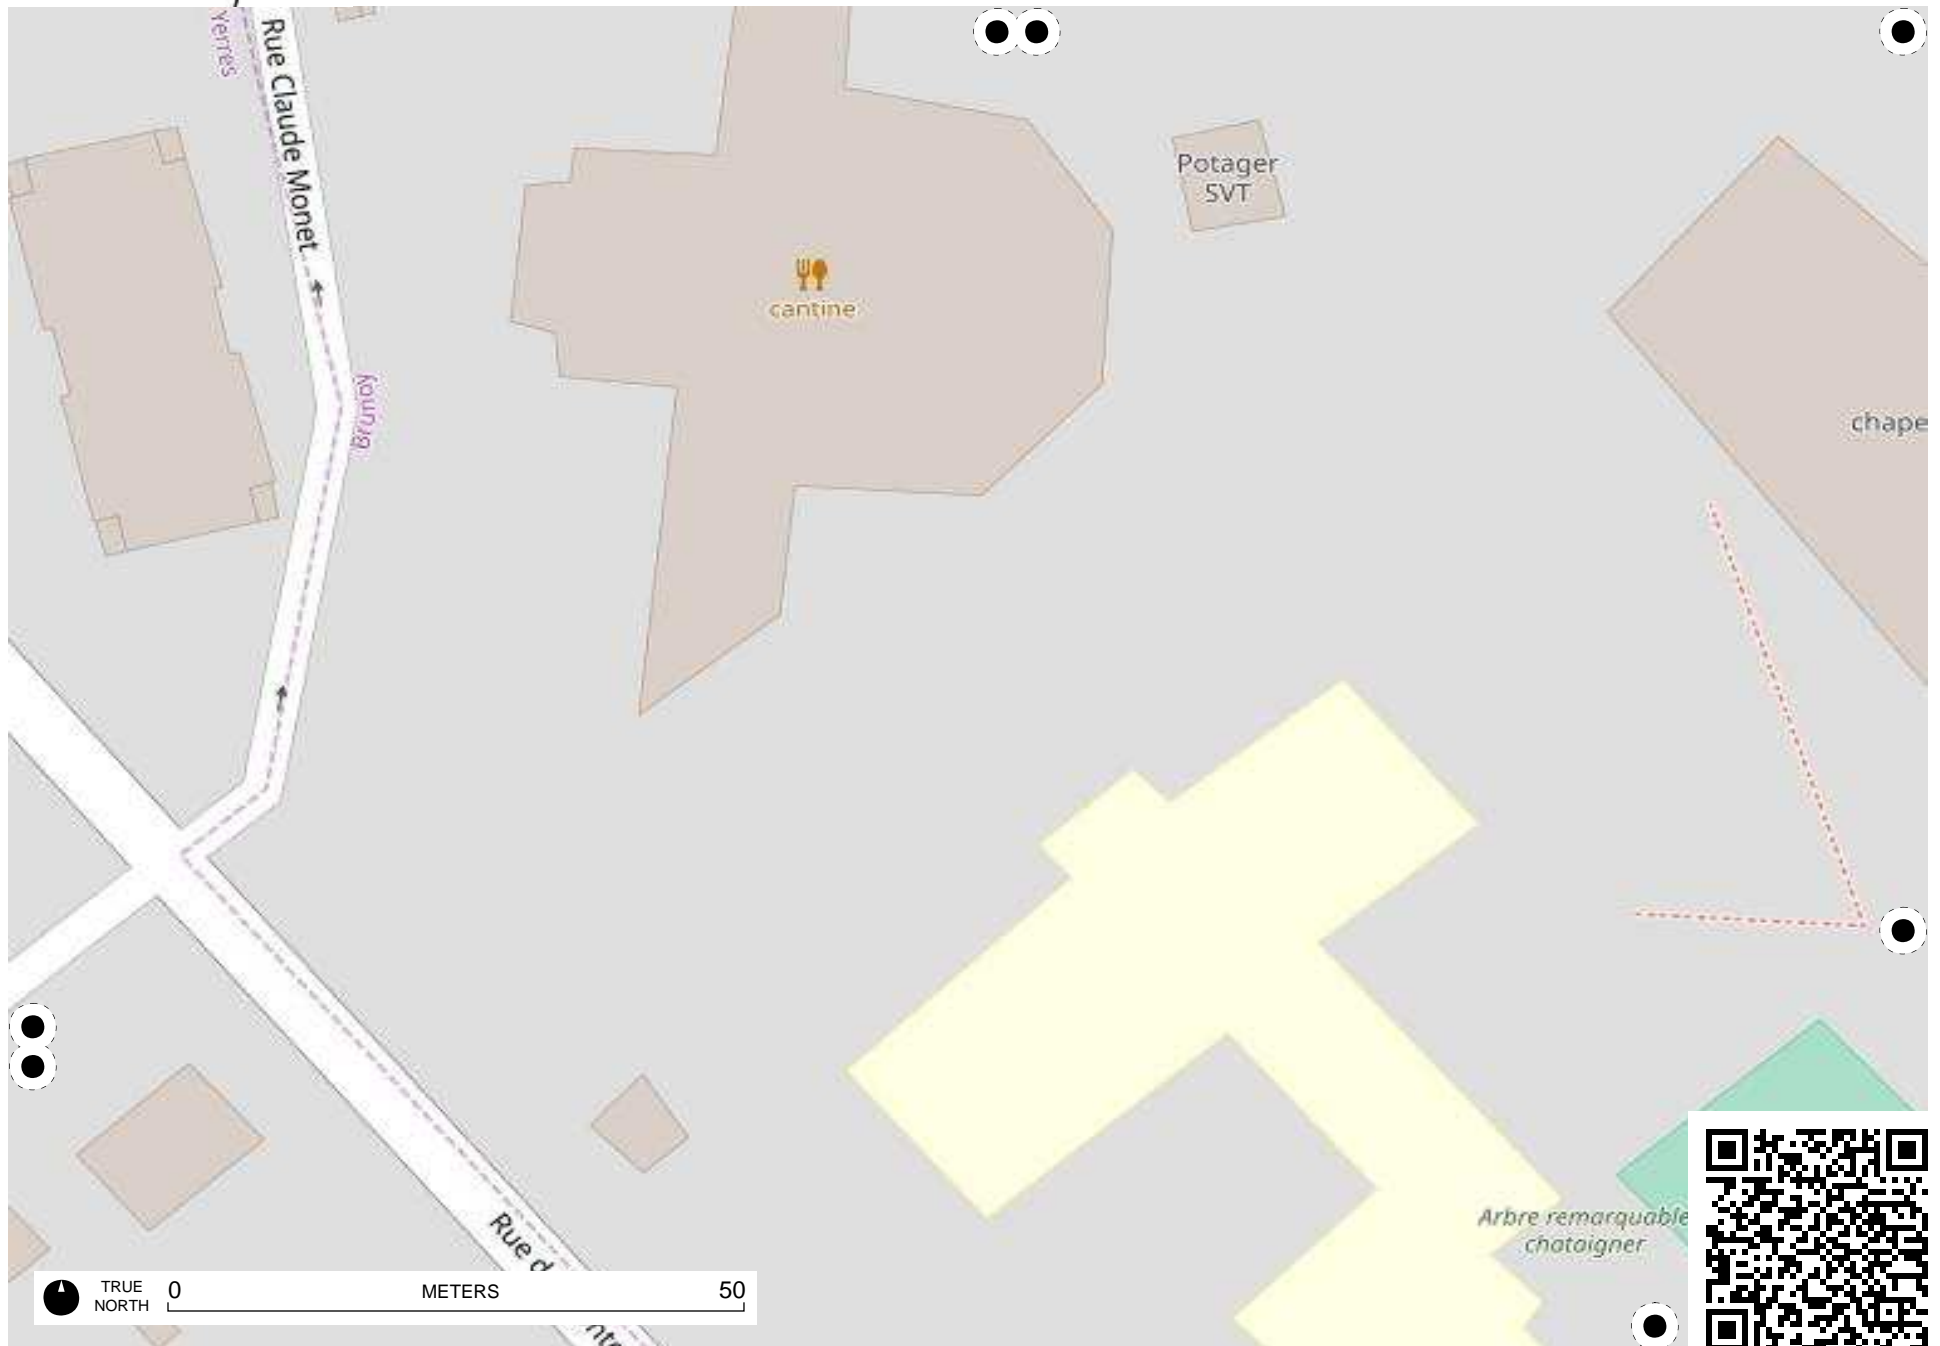 Yerres
Rue Claude Monet
Potager
SVT
cantine
Brunoy
chape
Arbre remarquable
chataigner
Rue d
TRUE
NORTH
0
METERS
50